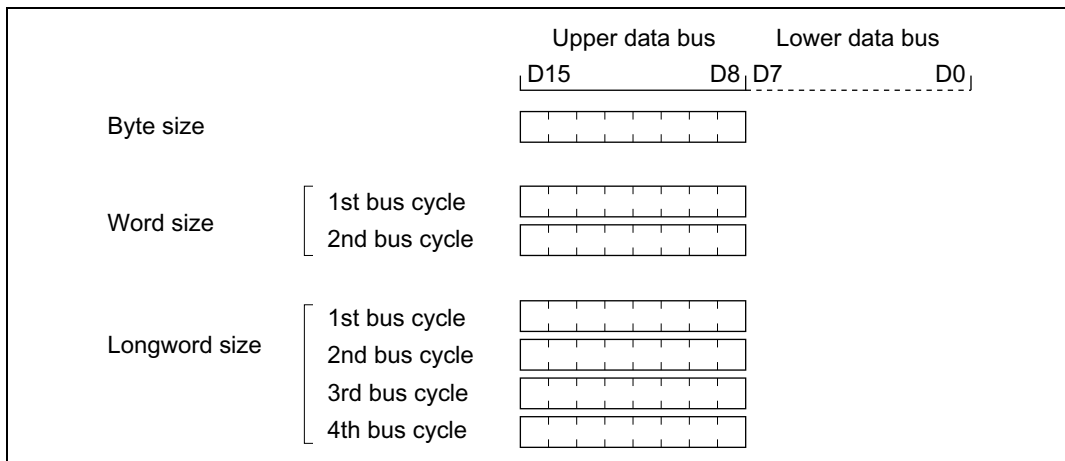 Upper data bus Lower data bus
D15 D8 D7 D0
Byte size
Word size
1st bus cycle
2nd bus cycle
Longword size
1st bus cycle
2nd bus cycle
3rd bus cycle
4th bus cycle